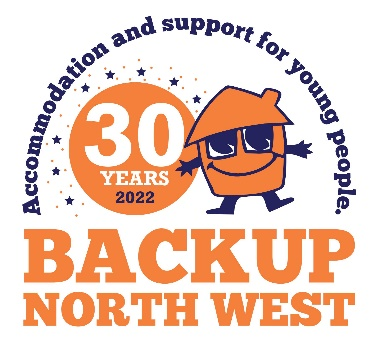 Accommodation and support for young people.
30
YEARS
2022
BACKUP
NORTH WEST